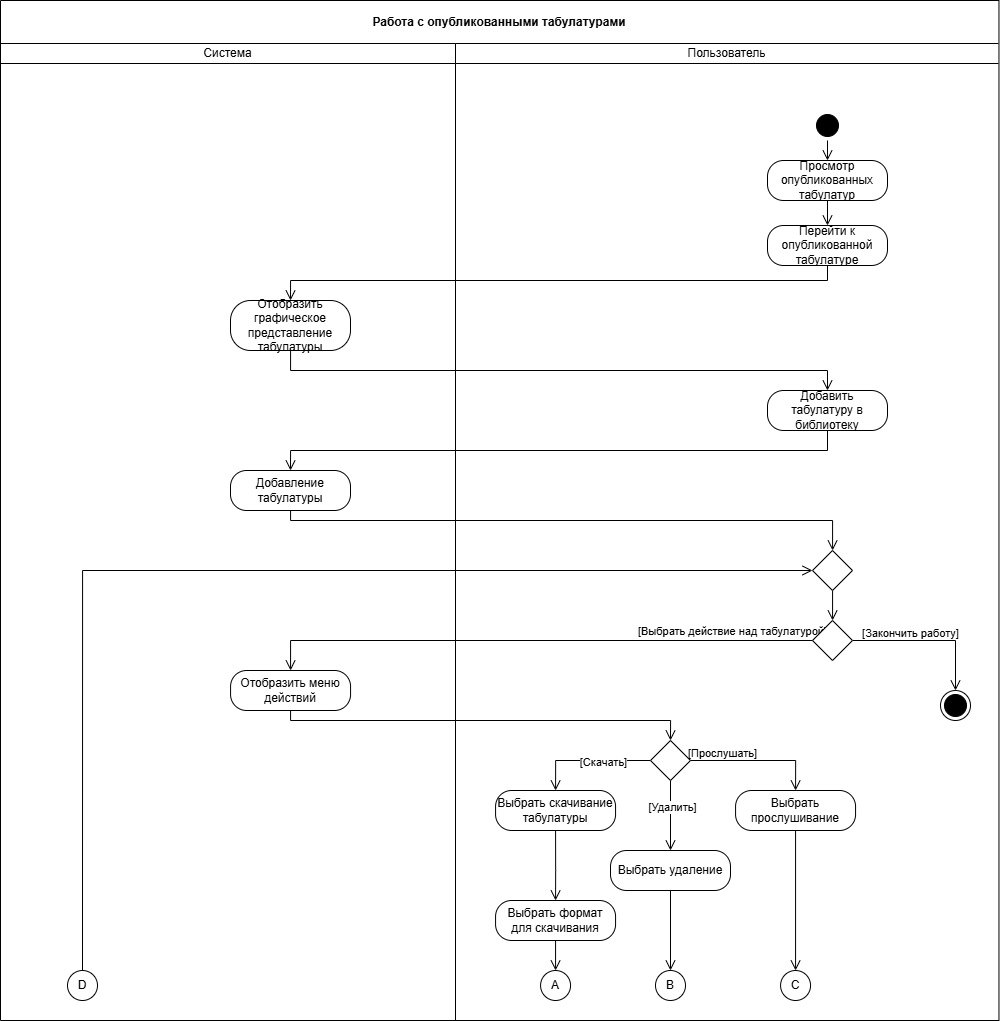 Работа с опубликованными табулатурами
Система
Пользователь
Просмотр
опубликованных
табулатур
Перейти к
опубликованной
табулатуре
Отобразить
графическое
представление
табулатуры
Добавить
табулатуру в
библиотеку
Добавление
табулатуры
[Выбрать действие над табулатурой]
[Закончить работу]
Отобразить меню
действий
[Скачать]
[Прослушать]
Выбрать скачивание
табулатуры
[Удалить]
Выбрать
прослушивание
Выбрать удаление
Выбрать формат
для скачивания
D
A
B
C